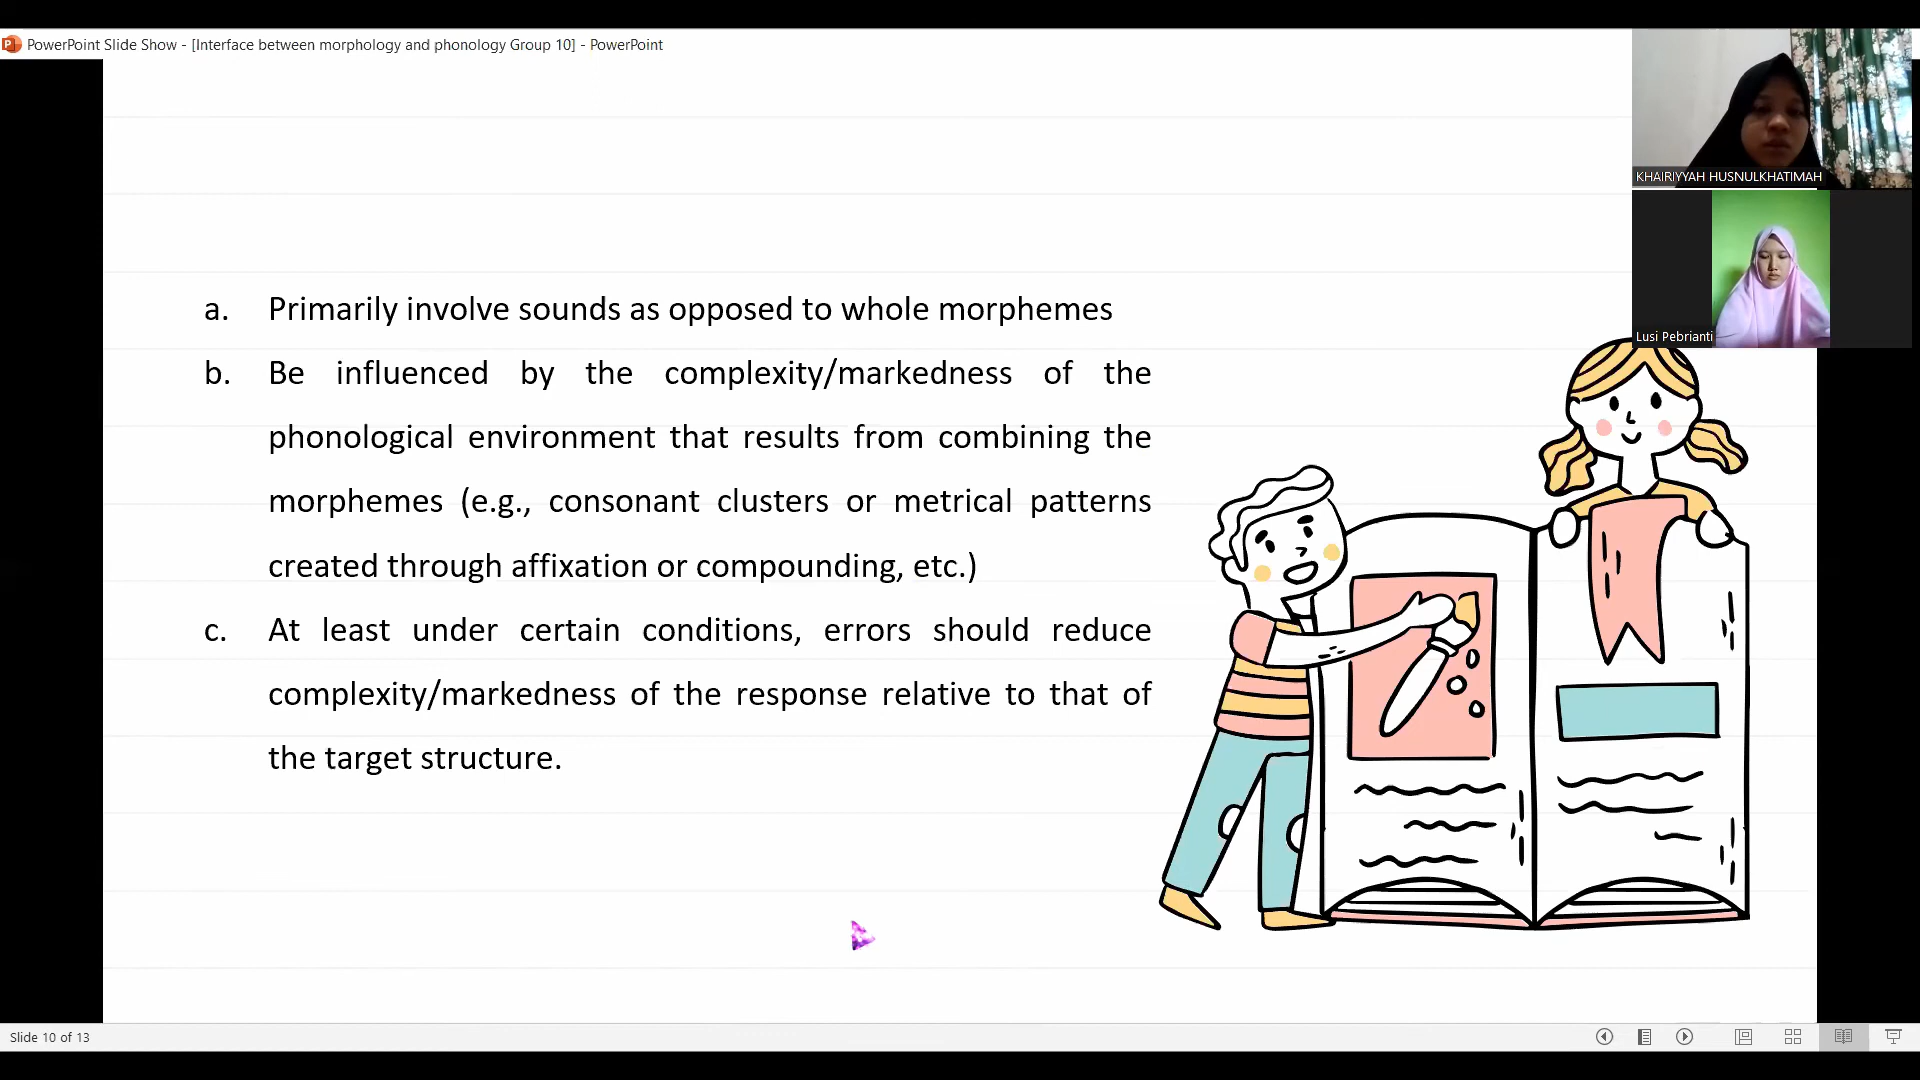 PowerPoint Slide Show - [Interface between morphology and phonology Group 10] - PowerPoint
KHAIRIYYAH HUSNULKHATIMAH
Lusi Pebrianti
a. Primarily involve sounds as opposed to whole morphemes
b. Be influenced by the complexity/markedness of the
phonological environment that results from combining the
morphemes (e.g., consonant clusters or metrical patterns
created through affixation or compounding, etc.)
c. At least under certain conditions, errors should reduce
complexity/markedness of the response relative to that of
the target structure.
Slide 10 of 13